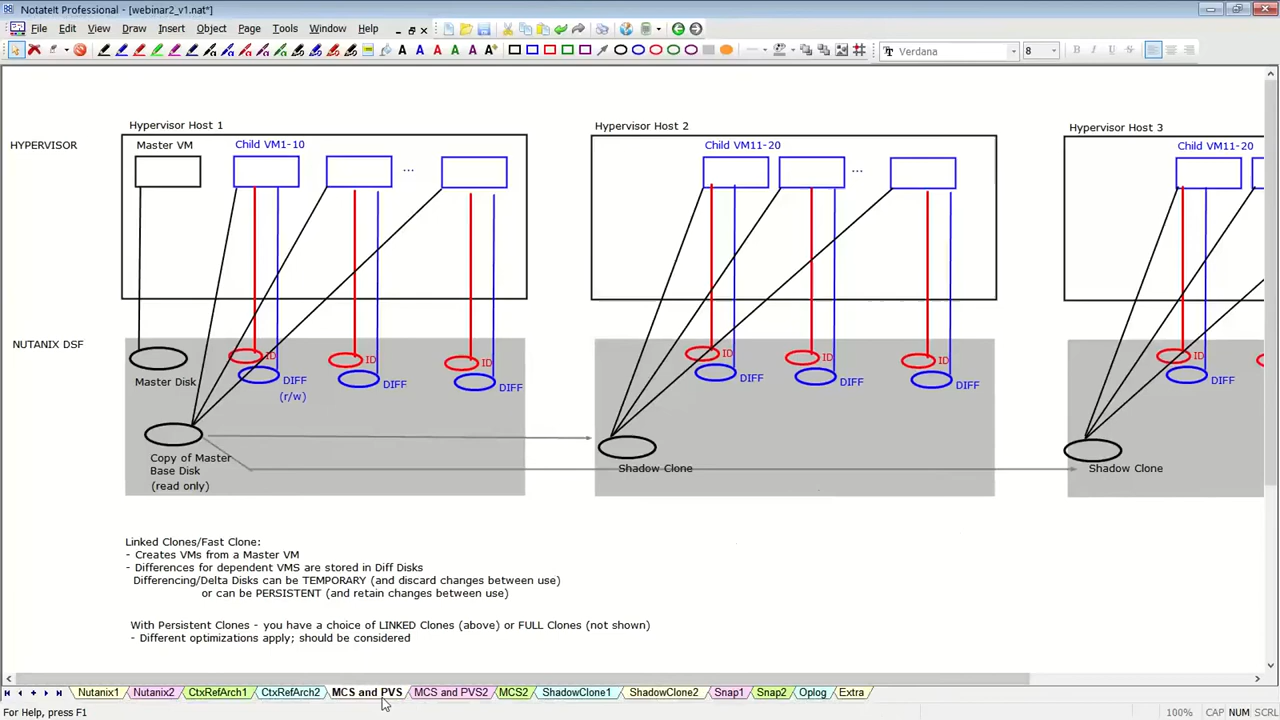 NotateIt Professional - [webinar2_v1.nat*]
File Edit View Draw Insert Object Page Tools Window Help
Verdana 8 B I U S
Hypervisor Host 1
Hypervisor Host 2
Hypervisor Host 3
HYPERVISOR
Master VM
Child VM1-10
...
Child VM11-20
...
Child VM11-20
NUTANIX DSF
ID
ID
ID
ID
ID
ID
ID
Master Disk
DIFF
DIFF
DIFF
DIFF
DIFF
DIFF
DIFF
(r/w)
Copy of Master
Base Disk
(read only)
Shadow Clone
Shadow Clone
Linked Clones/Fast Clone:
- Creates VMs from a Master VM
- Differences for dependent VMS are stored in Diff Disks
Differencing/Delta Disks can be TEMPORARY (and discard changes between use)
or can be PERSISTENT (and retain changes between use)
With Persistent Clones - you have a choice of LINKED Clones (above) or FULL Clones (not shown)
- Different optimizations apply; should be considered
Nutanix1 Nutanix2 CtxRefArch1 CtxRefArch2 MCS and PVS MCS and PVS2 MCS2 ShadowClone1 ShadowClone2 Snap1 Snap2 Oplog Extra
For Help, press F1
100% CAP NUM SCRL